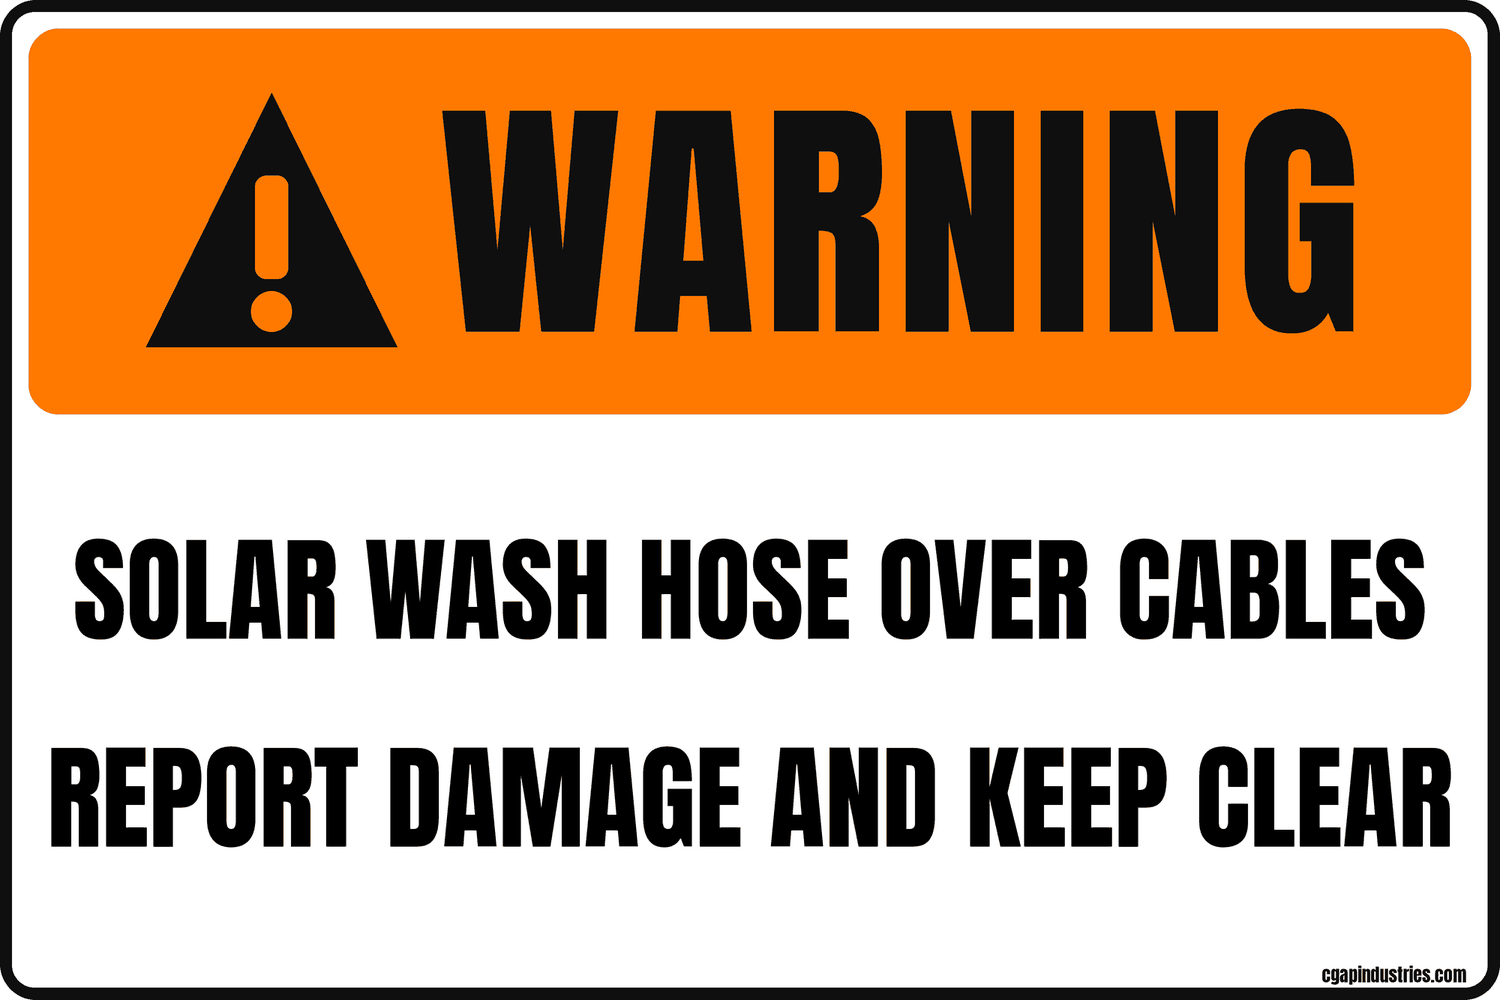 WARNING
SOLAR WASH HOSE OVER CABLES
REPORT DAMAGE AND KEEP CLEAR
cgapindustries.com